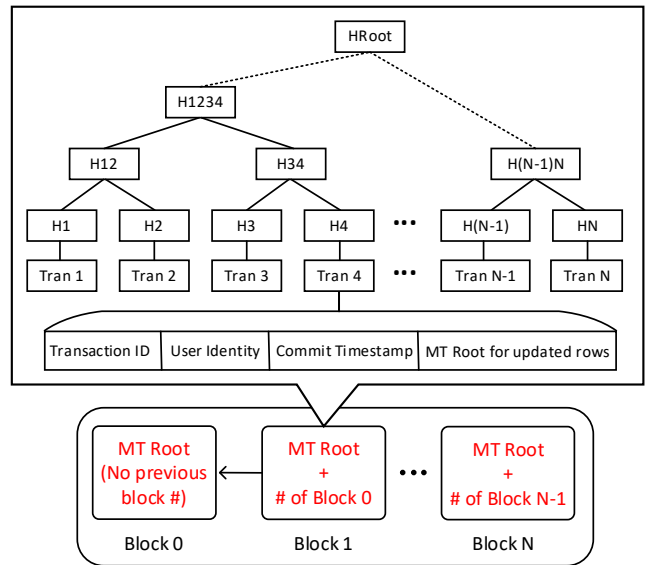 HRoot
H1234
H12 H34 H(N-1)N
H1 H2 H3 H4 ••• H(N-1) HN
Tran 1 Tran 2 Tran 3 Tran 4 ••• Tran N-1 Tran N
Transaction ID User Identity Commit Timestamp MT Root for updated rows
MT Root
(No previous
block #)
MT Root
+
# of Block 0
•••
MT Root
+
# of Block N-1
Block 0 Block 1 Block N